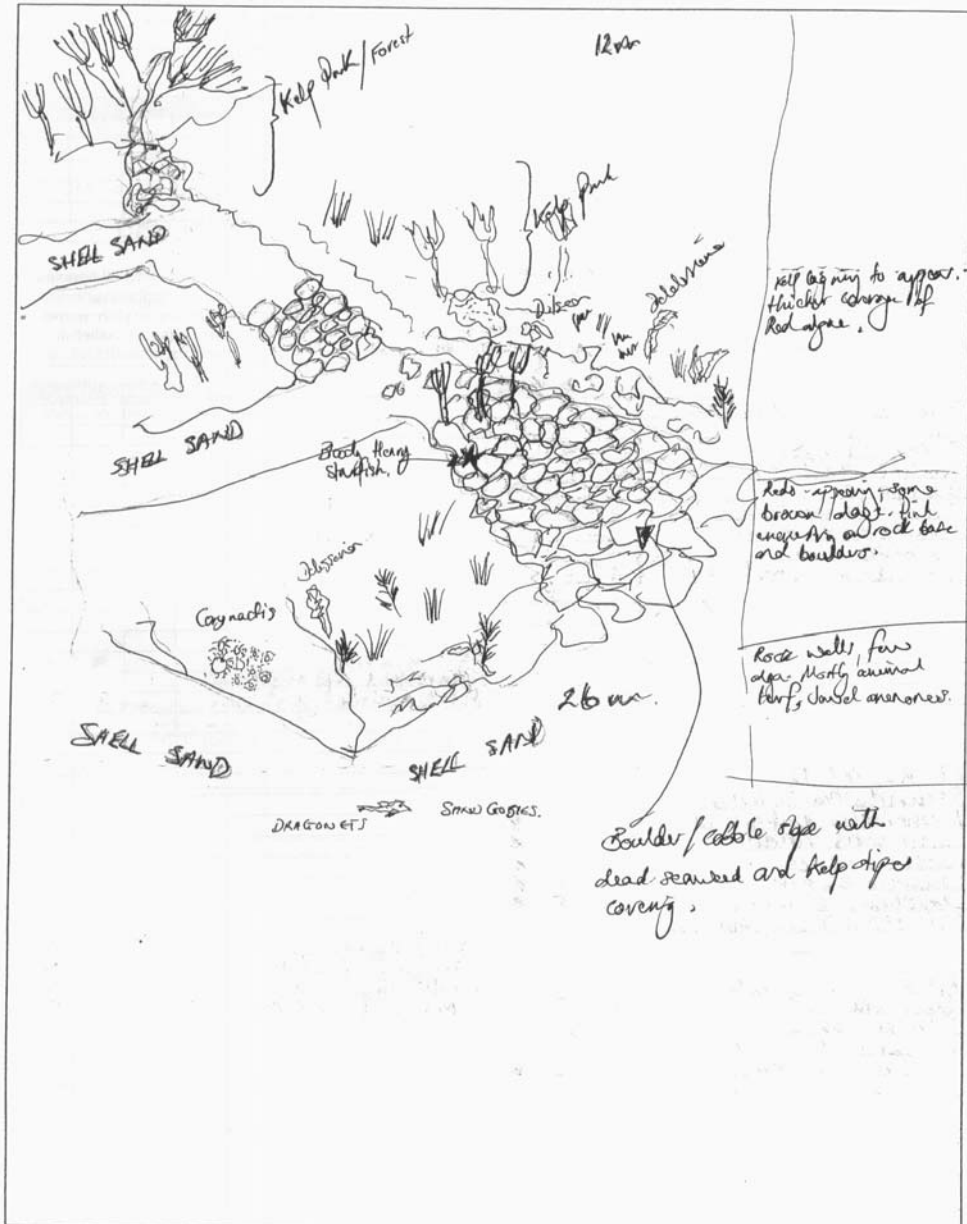 12m
Kelp Park/Forest
Kelp Park
SHELL SAND
kelp begining to appear.
thicker coverage of
Red algae.
SHELL SAND
Bloody Henry
Starfish.
Reds appearing, some
brown algae. Pink
encrusting on rock base
and boulders.
Corynactis
Rock walls, few
algae. Mostly animal
turf, Jewel anemones.
26m.
SHELL SAND
SHELL SAND
DRAGONETS
SAND GOBIES.
Boulder/cobble slope with
dead seaweed and kelp stipes
covering.